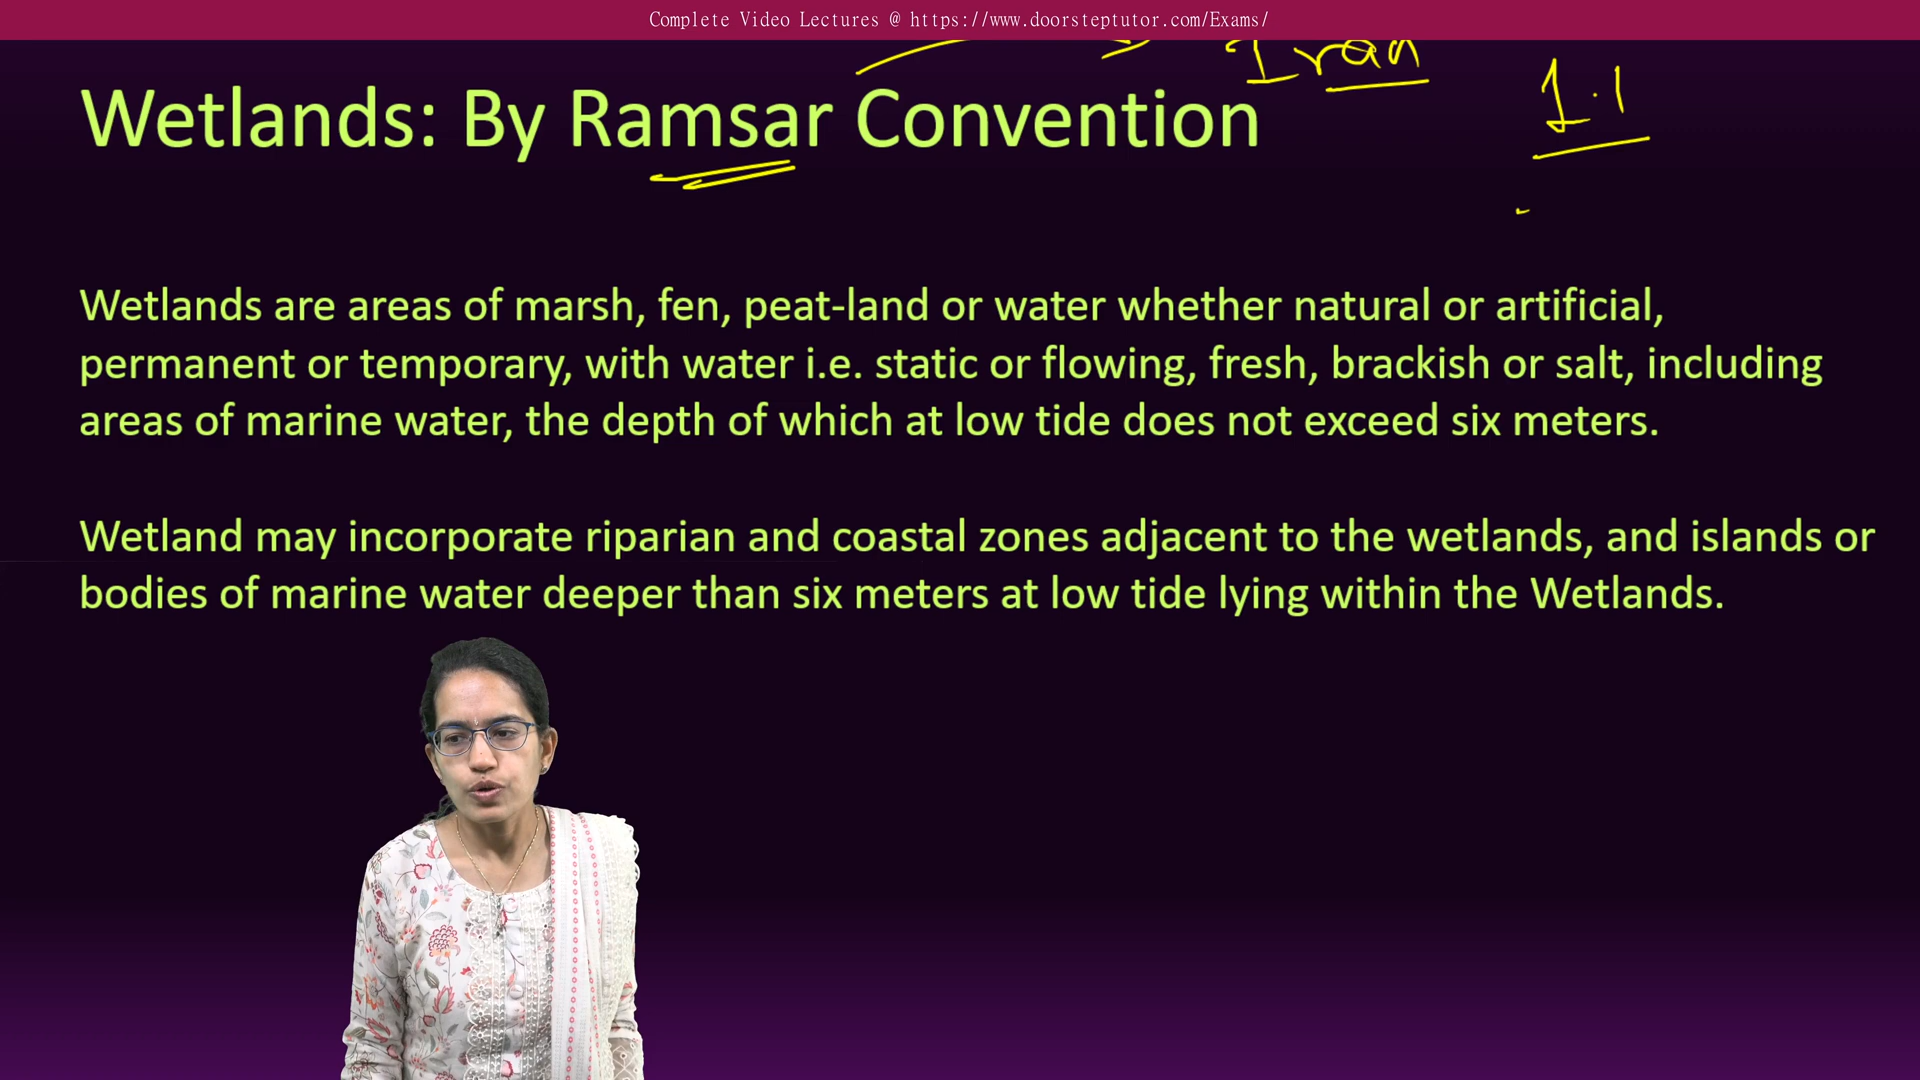 Complete Video Lectures @ https://www.doorsteptutor.com/Exams/
Iran
1.1
Wetlands: By Ramsar Convention
Wetlands are areas of marsh, fen, peat-land or water whether natural or artificial,
permanent or temporary, with water i.e. static or flowing, fresh, brackish or salt, including
areas of marine water, the depth of which at low tide does not exceed six meters.
Wetland may incorporate riparian and coastal zones adjacent to the wetlands, and islands or
bodies of marine water deeper than six meters at low tide lying within the Wetlands.